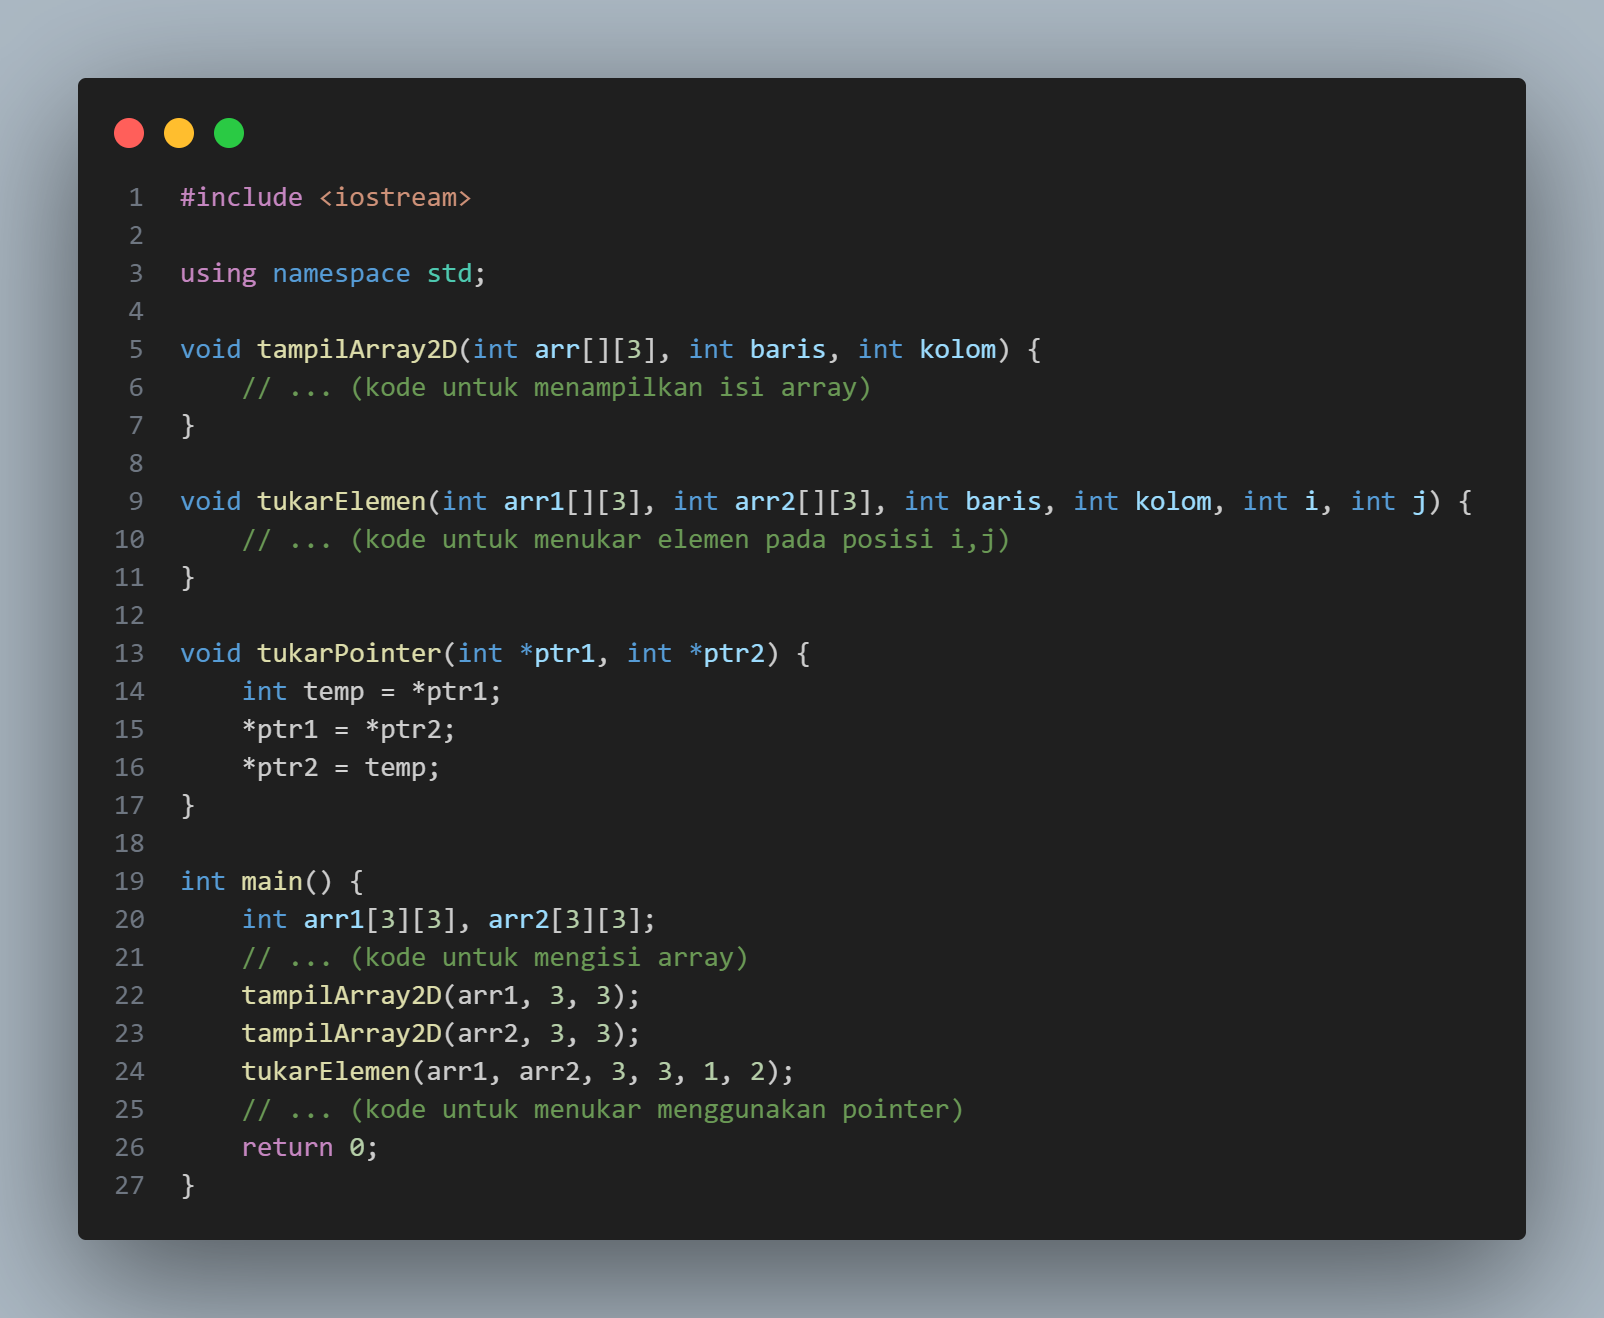 1 #include <iostream>
2
3 using namespace std;
4
5 void tampilArray2D(int arr[][3], int baris, int kolom) {
6     // ... (kode untuk menampilkan isi array)
7 }
8
9 void tukarElemen(int arr1[][3], int arr2[][3], int baris, int kolom, int i, int j) {
10     // ... (kode untuk menukar elemen pada posisi i,j)
11 }
12
13 void tukarPointer(int *ptr1, int *ptr2) {
14     int temp = *ptr1;
15     *ptr1 = *ptr2;
16     *ptr2 = temp;
17 }
18
19 int main() {
20     int arr1[3][3], arr2[3][3];
21     // ... (kode untuk mengisi array)
22     tampilArray2D(arr1, 3, 3);
23     tampilArray2D(arr2, 3, 3);
24     tukarElemen(arr1, arr2, 3, 3, 1, 2);
25     // ... (kode untuk menukar menggunakan pointer)
26     return 0;
27 }